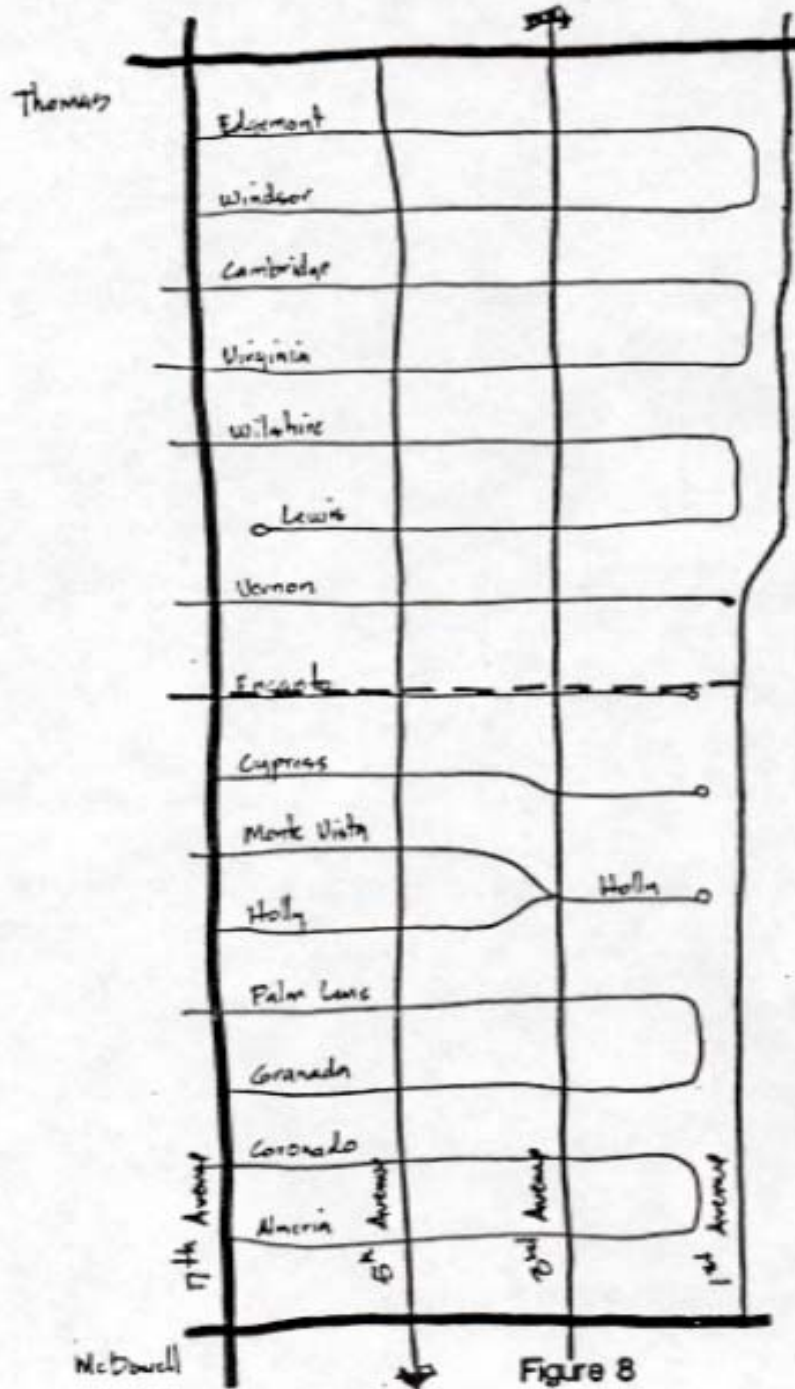 Thomas
Edgemont
Windsor
Cambridge
Virginia
Wilshire
Lewis
Vernon
Encanto
Cypress
Monte Vista
Holly
Holly
Palm Lane
Granada
Coronado
Almeria
7th Avenue
5th Avenue
3rd Avenue
1st Avenue
McDowell
Figure 8